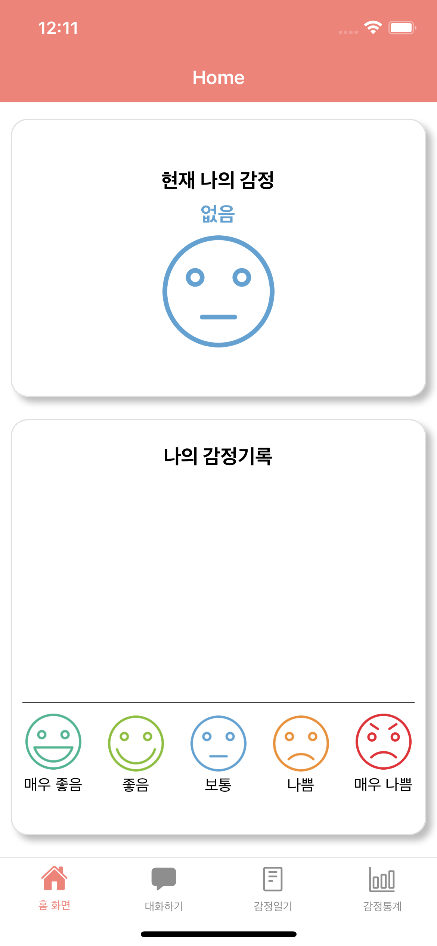 12:11
Home
현재 나의 감정
없음
나의 감정기록
매우 좋음 좋음 보통 나쁨 매우 나쁨
홈 화면 대화하기 감정일기 감정통계